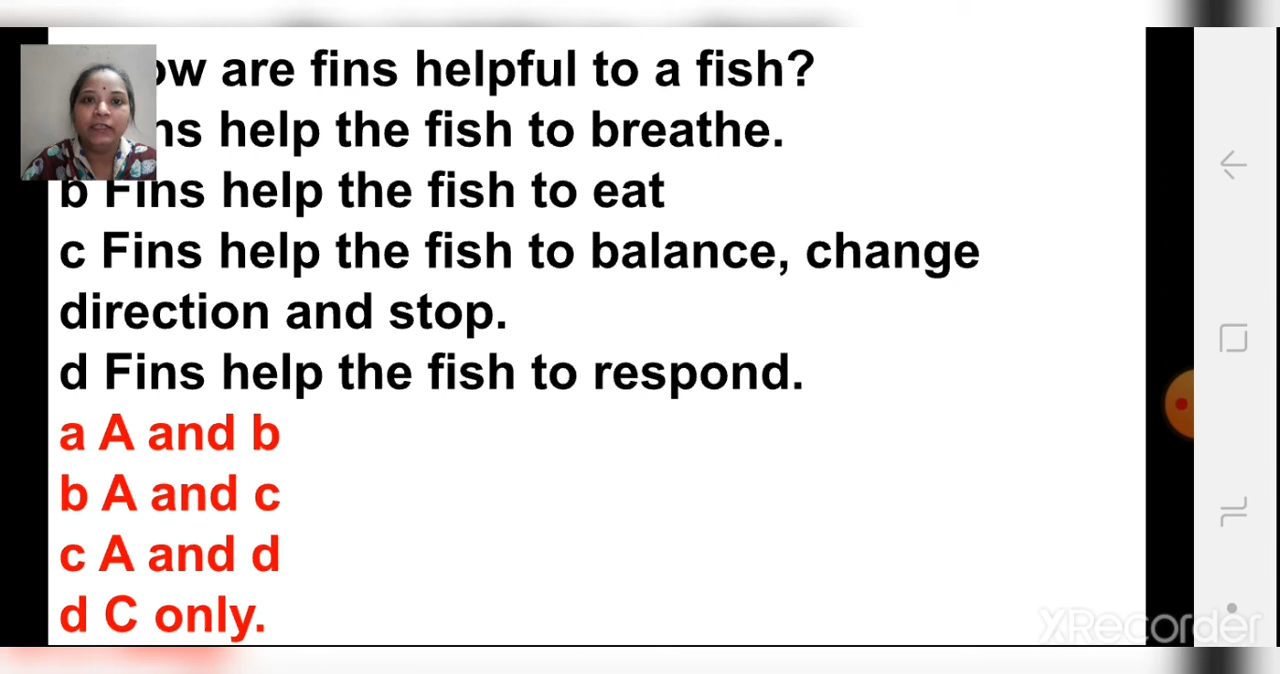 ow are fins helpful to a fish?
ns help the fish to breathe.
b Fins help the fish to eat
c Fins help the fish to balance, change
direction and stop.
d Fins help the fish to respond.
a A and b
b A and c
c A and d
d C only.
XRecorder